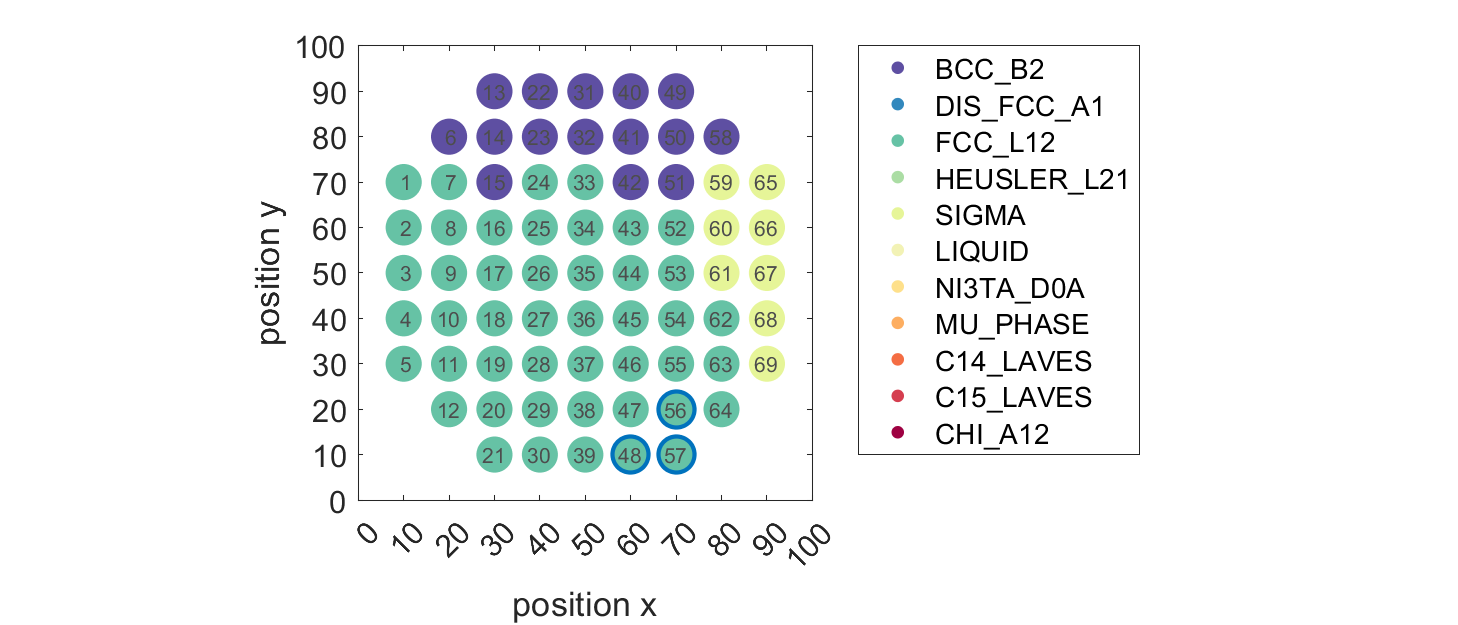 100
90
80
70
60
50
40
30
20
10
0
position y
13 22 31 40 49
6 14 23 32 41 50 58
1 7 15 24 33 42 51 59 65
2 8 16 25 34 43 52 60 66
3 9 17 26 35 44 53 61 67
4 10 18 27 36 45 54 62 68
5 11 19 28 37 46 55 63 69
12 20 29 38 47 56 64
21 30 39 48 57
0 10 20 30 40 50 60 70 80 90 100
position x
BCC_B2
DIS_FCC_A1
FCC_L12
HEUSLER_L21
SIGMA
LIQUID
NI3TA_D0A
MU_PHASE
C14_LAVES
C15_LAVES
CHI_A12